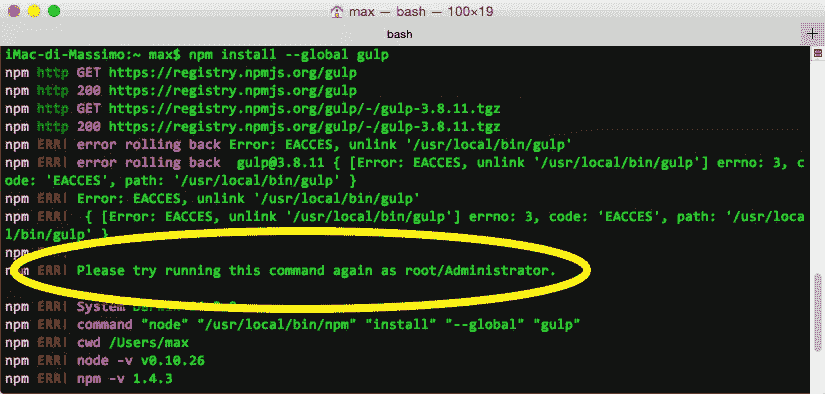 max — bash — 100×19
bash
iMac-di-Massimo:~ max$ npm install --global gulp
npm http GET https://registry.npmjs.org/gulp
npm http 200 https://registry.npmjs.org/gulp
npm http GET https://registry.npmjs.org/gulp/-/gulp-3.8.11.tgz
npm http 200 https://registry.npmjs.org/gulp/-/gulp-3.8.11.tgz
npm ERR! error rolling back Error: EACCES, unlink '/usr/local/bin/gulp'
npm ERR! error rolling back  gulp@3.8.11 { [Error: EACCES, unlink '/usr/local/bin/gulp'] errno: 3, c
ode: 'EACCES', path: '/usr/local/bin/gulp' }
npm ERR! Error: EACCES, unlink '/usr/local/bin/gulp'
npm ERR!  { [Error: EACCES, unlink '/usr/local/bin/gulp'] errno: 3, code: 'EACCES', path: '/usr/loca
l/bin/gulp' }
npm
npm ERR! Please try running this command again as root/Administrator.
npm ERR! System
npm ERR! command "node" "/usr/local/bin/npm" "install" "--global" "gulp"
npm ERR! cwd /Users/max
npm ERR! node -v v0.10.26
npm ERR! npm -v 1.4.3